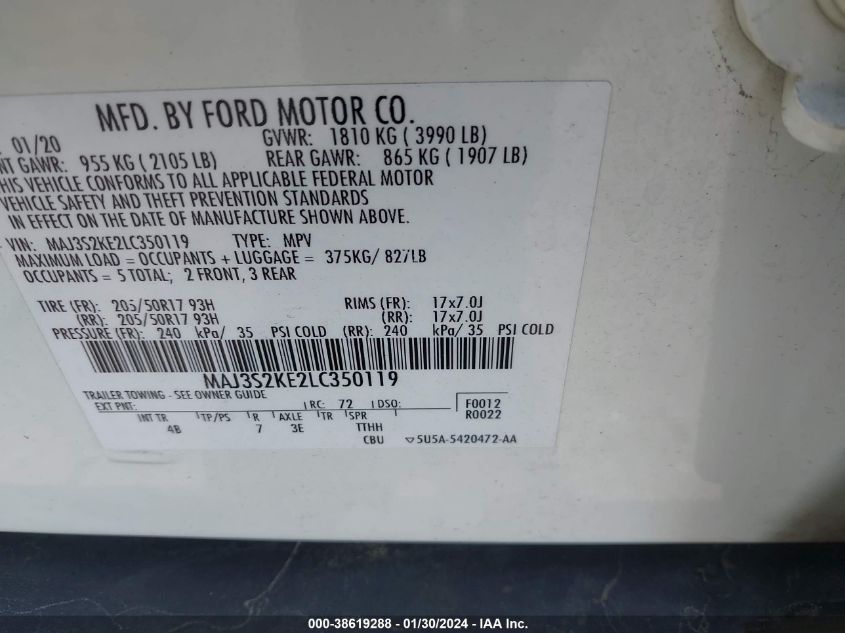 MFD. BY FORD MOTOR CO.
01/20 GVWR: 1810 KG ( 3990 LB)
NT GAWR: 955 KG ( 2105 LB) REAR GAWR: 865 KG ( 1907 LB)
THIS VEHICLE CONFORMS TO ALL APPLICABLE FEDERAL MOTOR
VEHICLE SAFETY AND THEFT PREVENTION STANDARDS
IN EFFECT ON THE DATE OF MANUFACTURE SHOWN ABOVE.
VIN: MAJ3S2KE2LC350119 TYPE: MPV
MAXIMUM LOAD = OCCUPANTS + LUGGAGE = 375KG/ 827LB
OCCUPANTS = 5 TOTAL; 2 FRONT, 3 REAR
TIRE (FR): 205/50R17 93H RIMS (FR): 17x7.0J
(RR): 205/50R17 93H (RR): 17x7.0J
PRESSURE (FR): 240 kPa/ 35 PSI COLD (RR): 240 kPa/ 35 PSI COLD
MAJ3S2KE2LC350119
TRAILER TOWING - SEE OWNER GUIDE
EXT PNT: RC: 72 DSO: F0012
R0022
INT TR TP/PS R AXLE TR SPR
4B 7 3E TTHH
CBU 5U5A-5420472-AA
000-38619288 - 01/30/2024 - IAA Inc.